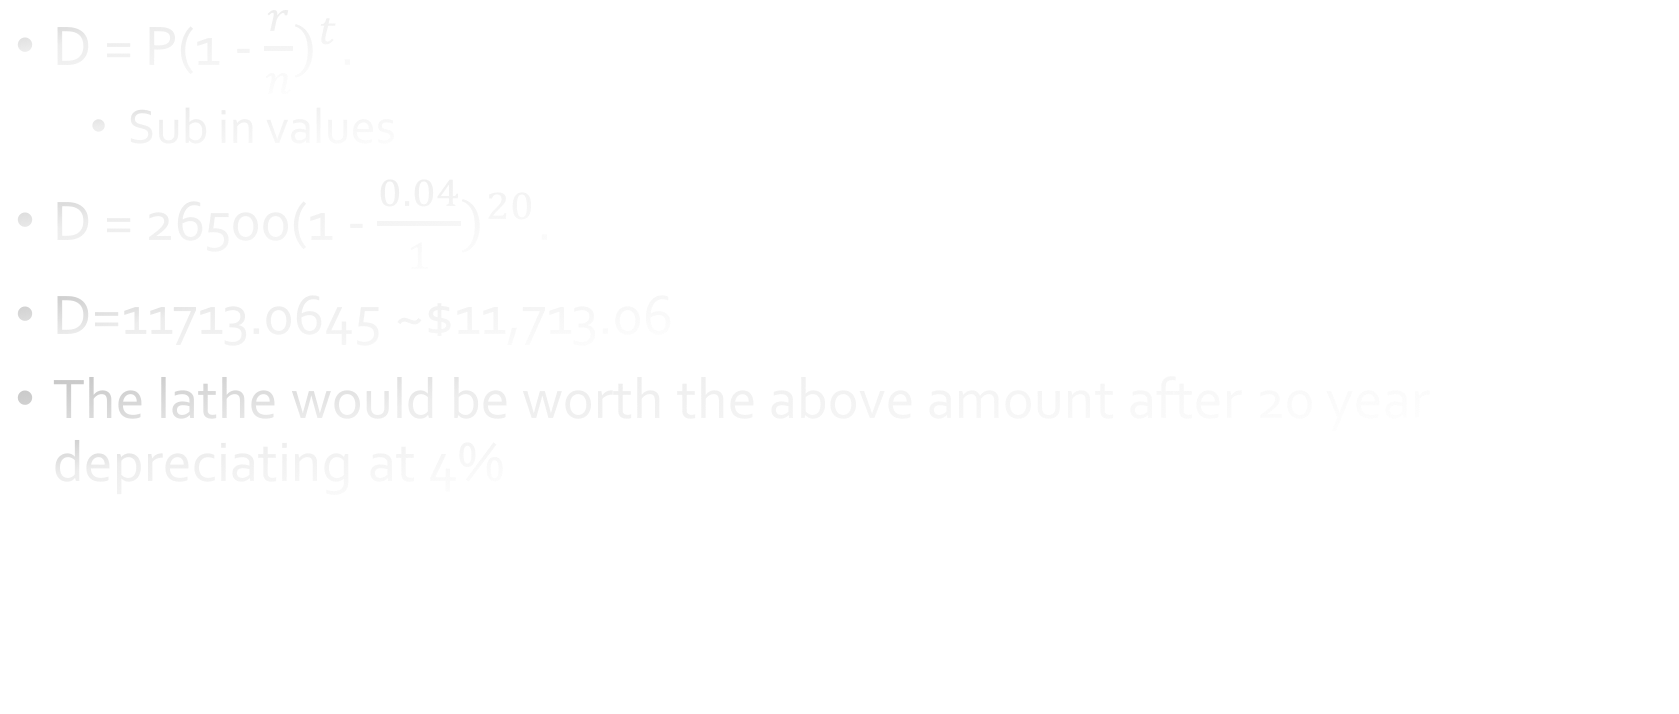 • D = P(1 - r/n)^t.
• Sub in values
• D = 26500(1 - 0.04/1)^20.
• D=11713.0645 ~$11,713.06
• The lathe would be worth the above amount after 20 year
depreciating at 4%